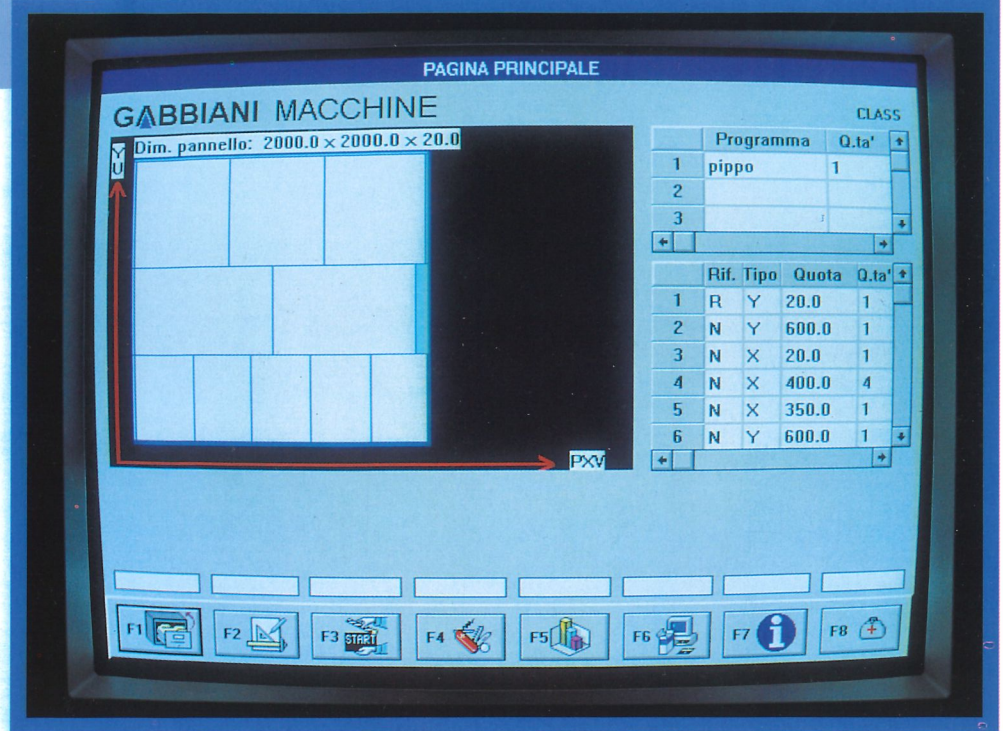 PAGINA PRINCIPALE
GABBIANI MACCHINE
CLASS
Dim. pannello: 2000.0 x 2000.0 x 20.0
Y
U
PXV
Programma Q.ta'
1 pippo 1
2
3
Rif. Tipo Quota Q.ta'
1 R Y 20.0 1
2 N Y 600.0 1
3 N X 20.0 1
4 N X 400.0 4
5 N X 350.0 1
6 N Y 600.0 1
F1 F2 F3 START F4 F5 F6 F7 i F8